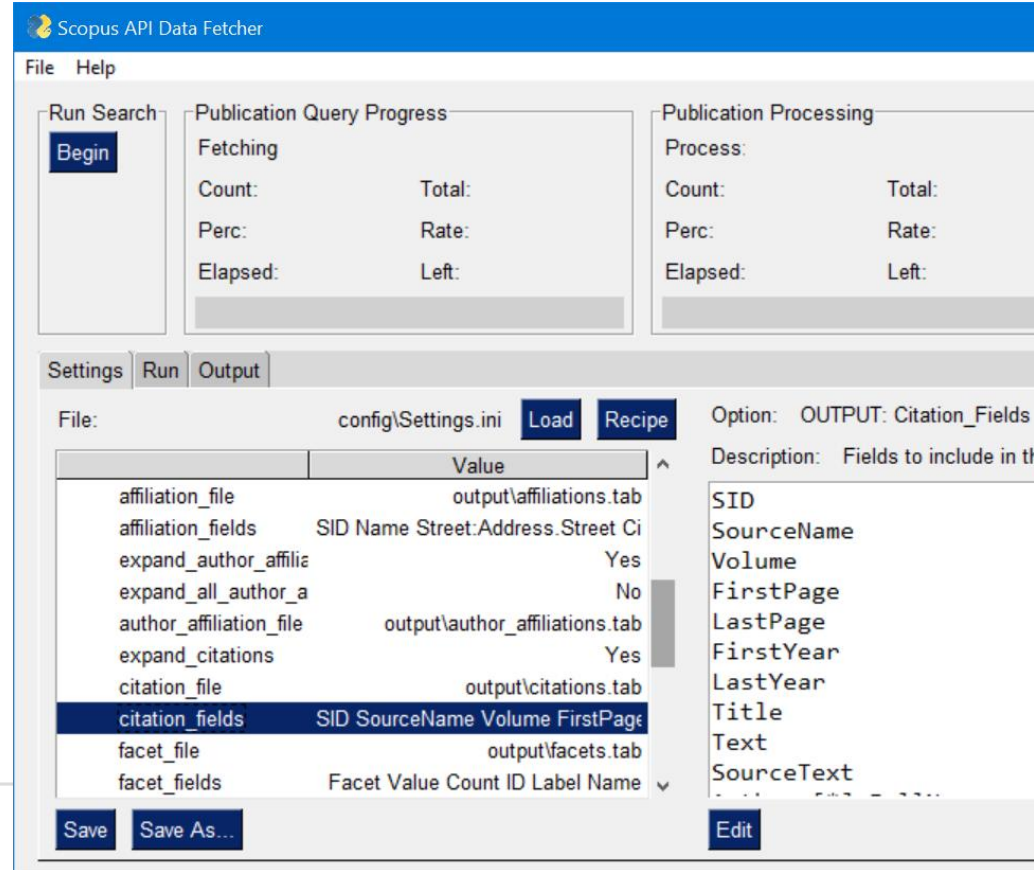 Scopus API Data Fetcher
File Help
Run Search
Begin
Publication Query Progress
Fetching
Count: Total:
Perc: Rate:
Elapsed: Left:
Publication Processing
Process:
Count: Total:
Perc: Rate:
Elapsed: Left:
Settings Run Output
File: config\Settings.ini Load Recipe
Value
affiliation_file output\affiliations.tab
affiliation_fields SID Name Street:Address.Street Ci
expand_author_affilia Yes
expand_all_author_a No
author_affiliation_file output\author_affiliations.tab
expand_citations Yes
citation_file output\citations.tab
citation_fields SID SourceName Volume FirstPage
facet_file output\facets.tab
facet_fields Facet Value Count ID Label Name
Save Save As...
Option: OUTPUT: Citation_Fields
Description: Fields to include in th
SID
SourceName
Volume
FirstPage
LastPage
FirstYear
LastYear
Title
Text
SourceText
Edit